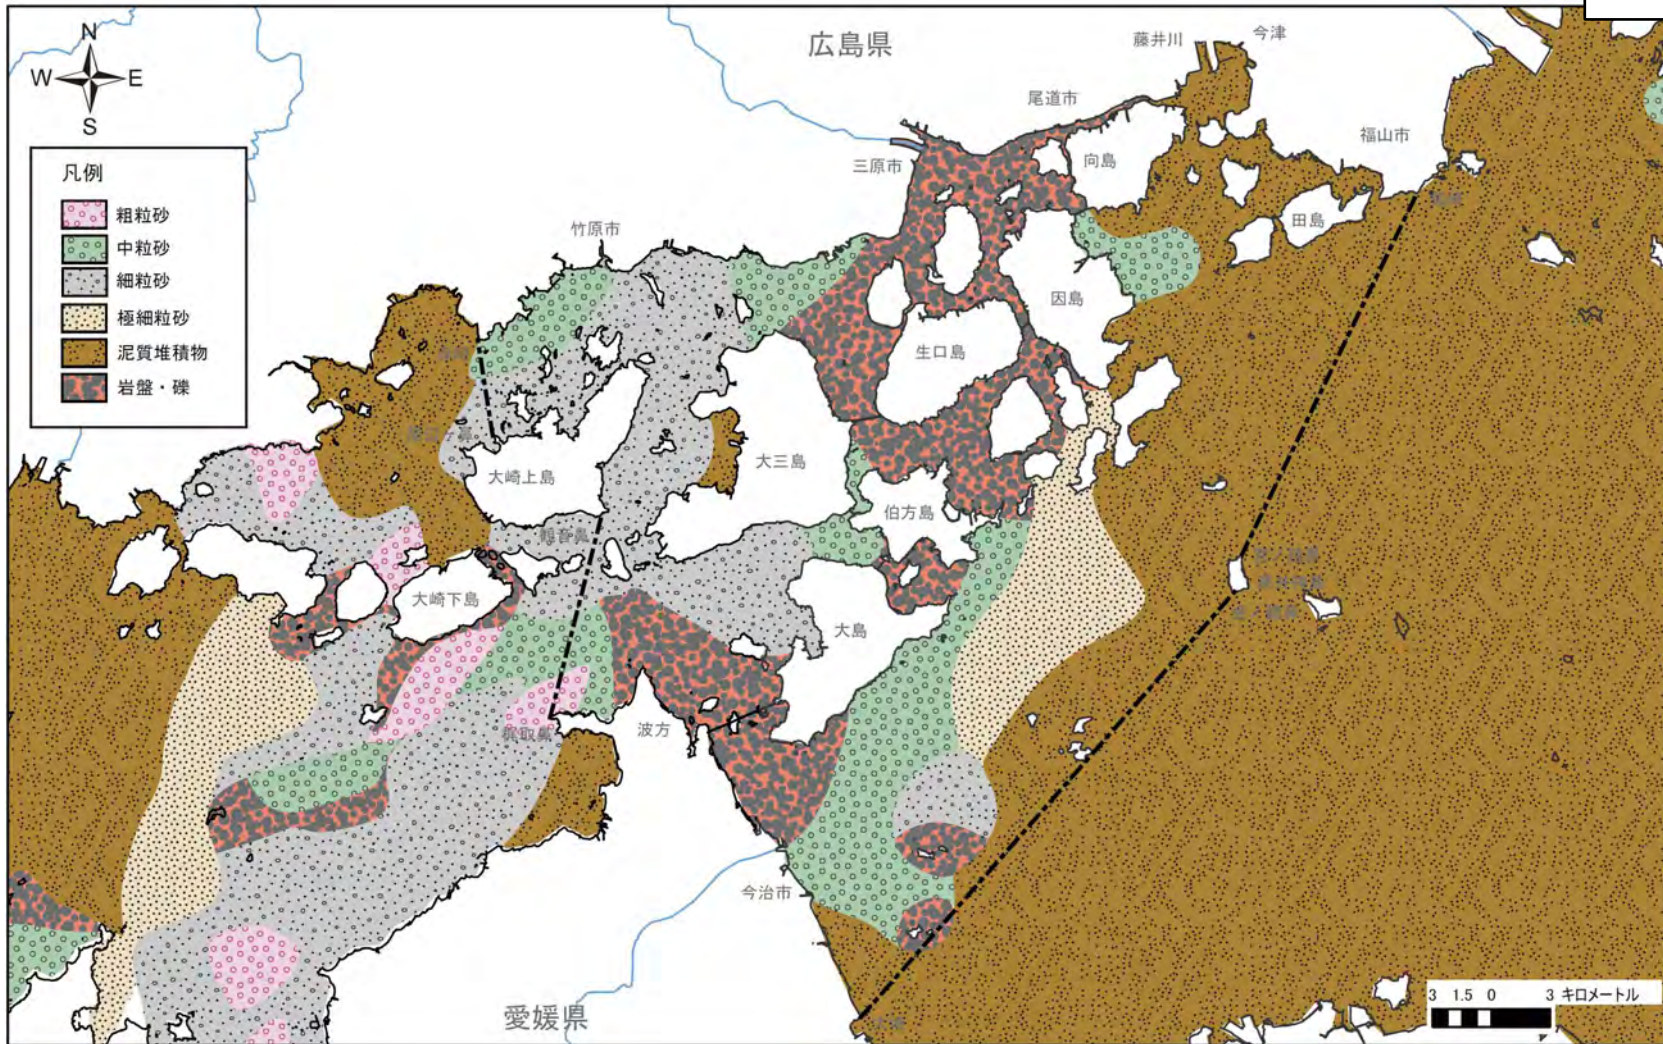 N
W
E
S
凡例
粗粒砂
中粒砂
細粒砂
極細粒砂
泥質堆積物
岩盤・礫
広島県
藤井川
今津
尾道市
福山市
三原市
向島
竹原市
田島
因島
生口島
大崎上島
大三島
伯方島
大崎下島
大島
波方
今治市
愛媛県
3 1.5 0 3 キロメートル